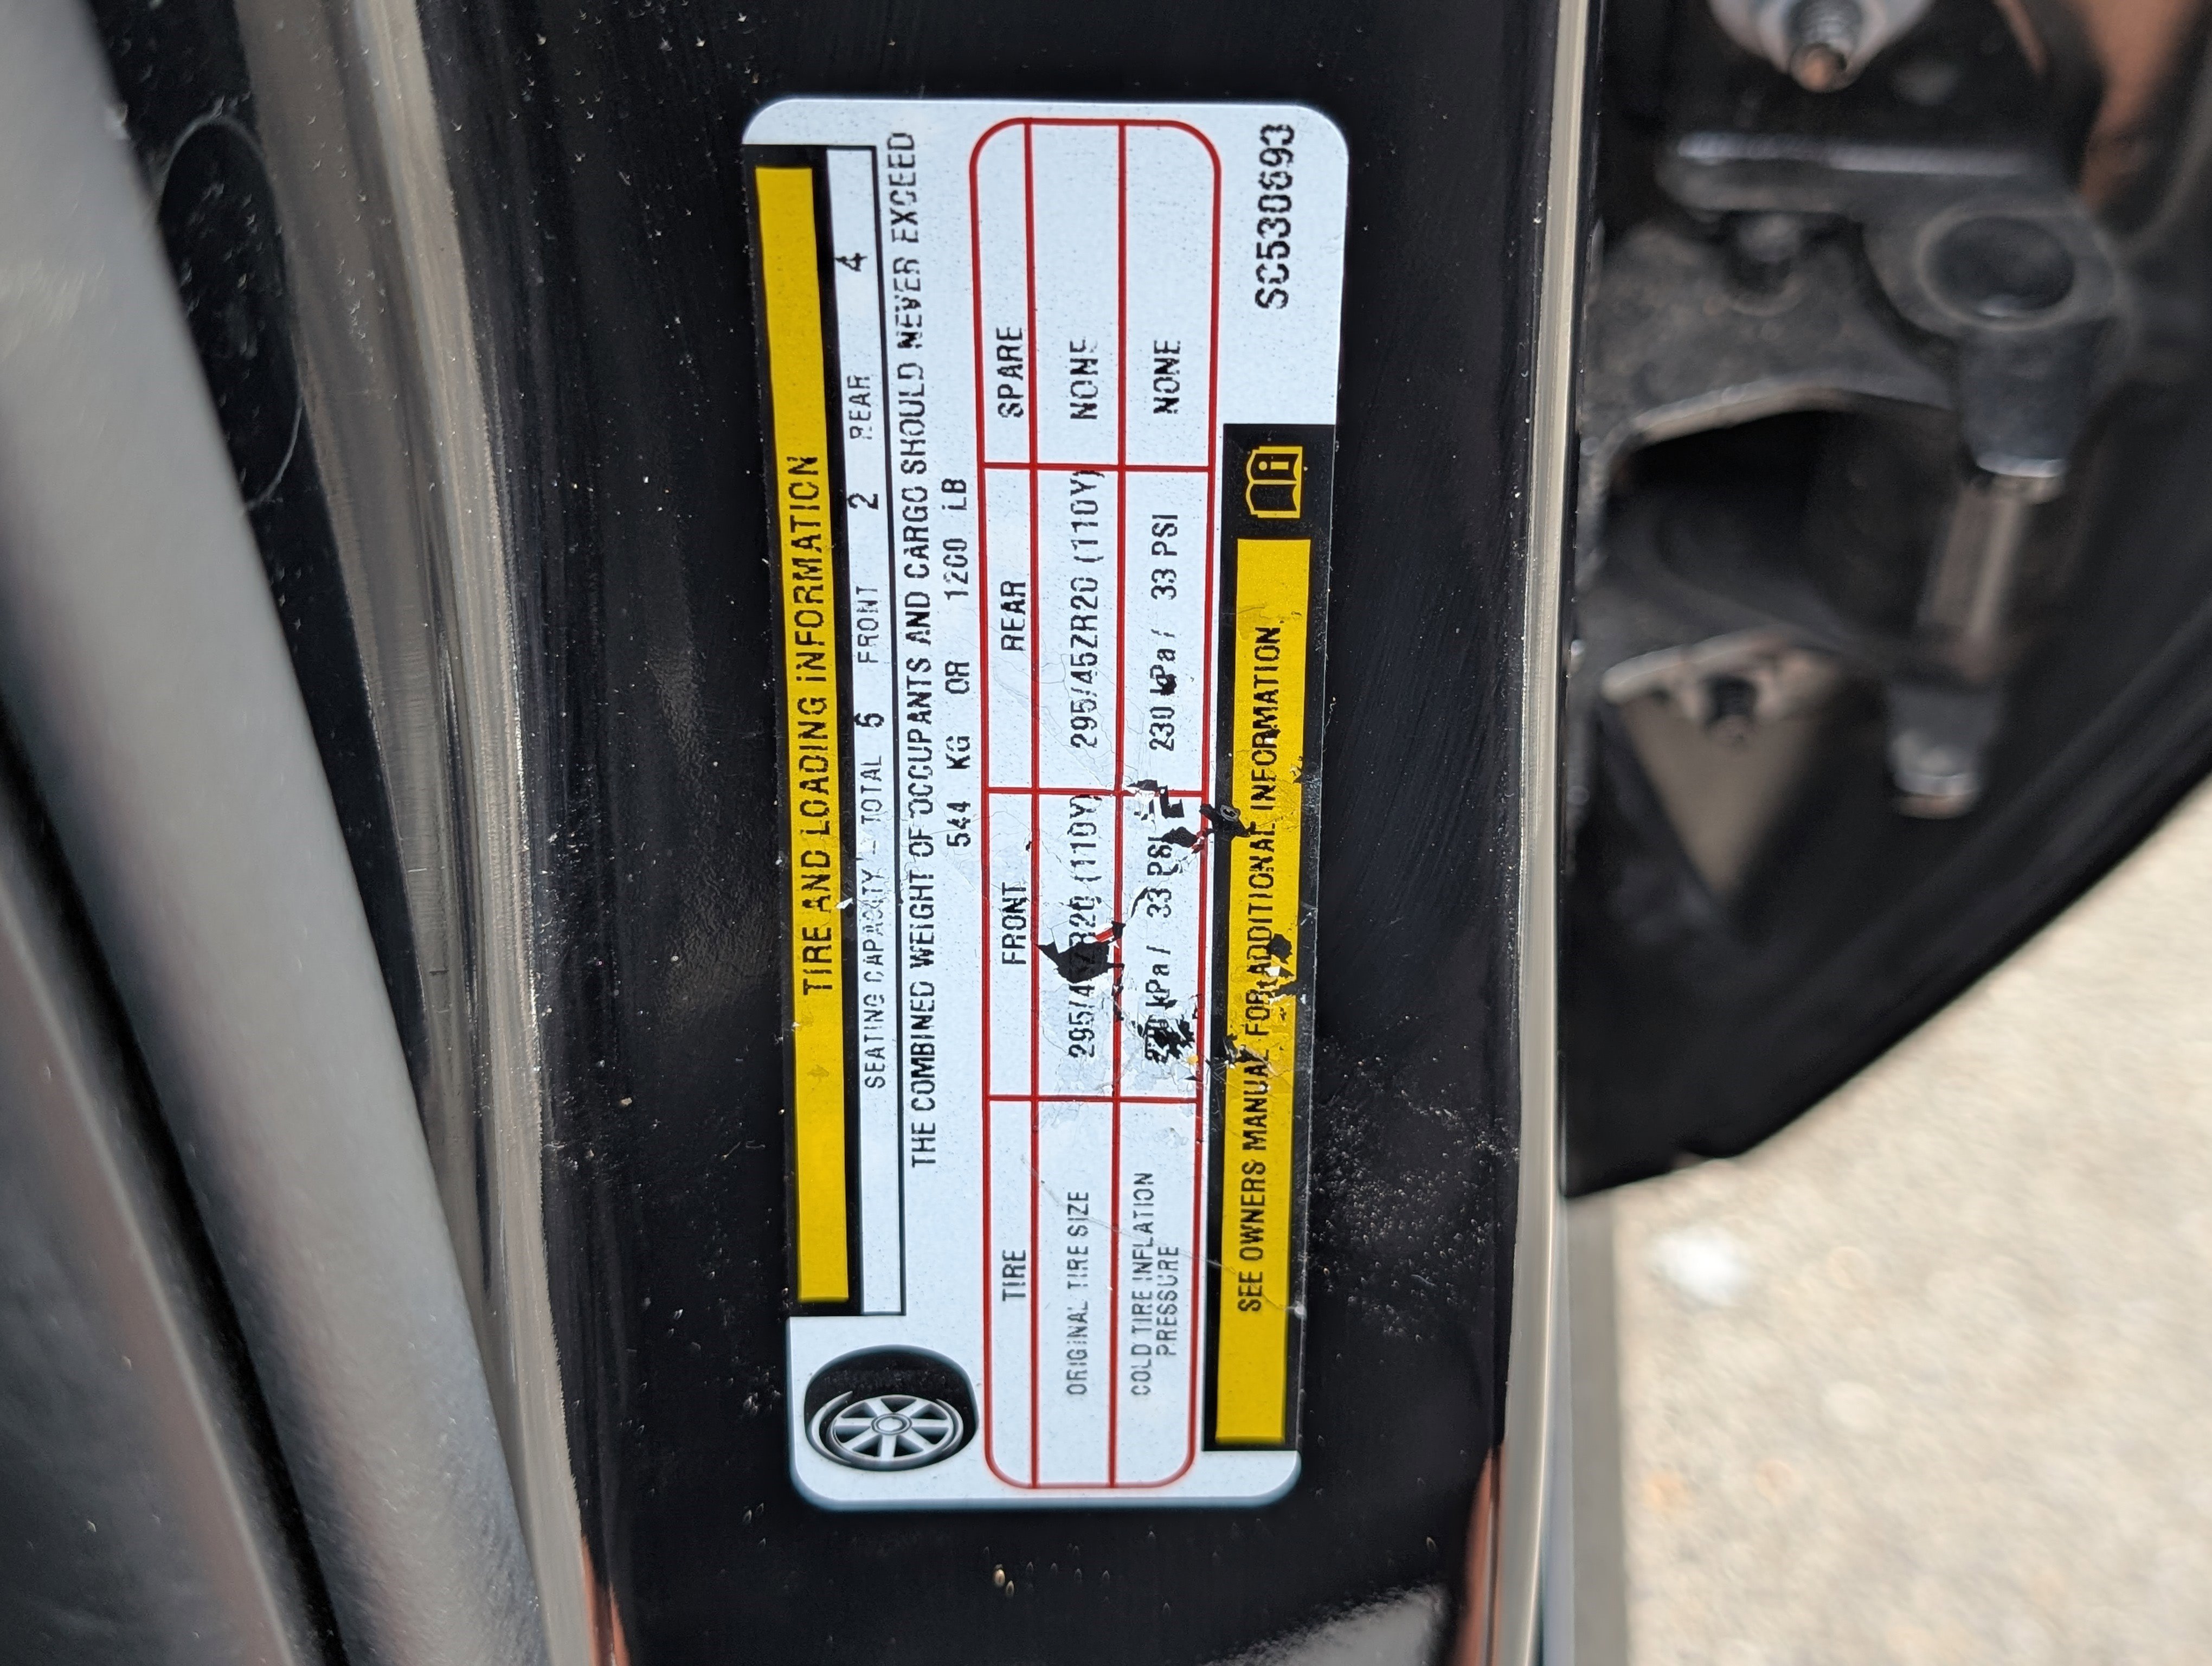 TIRE AND LOADING INFORMATION
SEATING CAPACITY - TOTAL 6 FRONT 2 REAR 4
THE COMBINED WEIGHT OF OCCUPANTS AND CARGO SHOULD NEVER EXCEED
544 KG OR 1200 LB
TIRE FRONT REAR SPARE
ORIGINAL TIRE SIZE 295/45ZR20 (110Y) 295/45ZR20 (110Y) NONE
COLD TIRE INFLATION PRESSURE kPa / 33 PSI 230 kPa / 33 PSI NONE
SEE OWNERS MANUAL FOR ADDITIONAL INFORMATION
SC530693